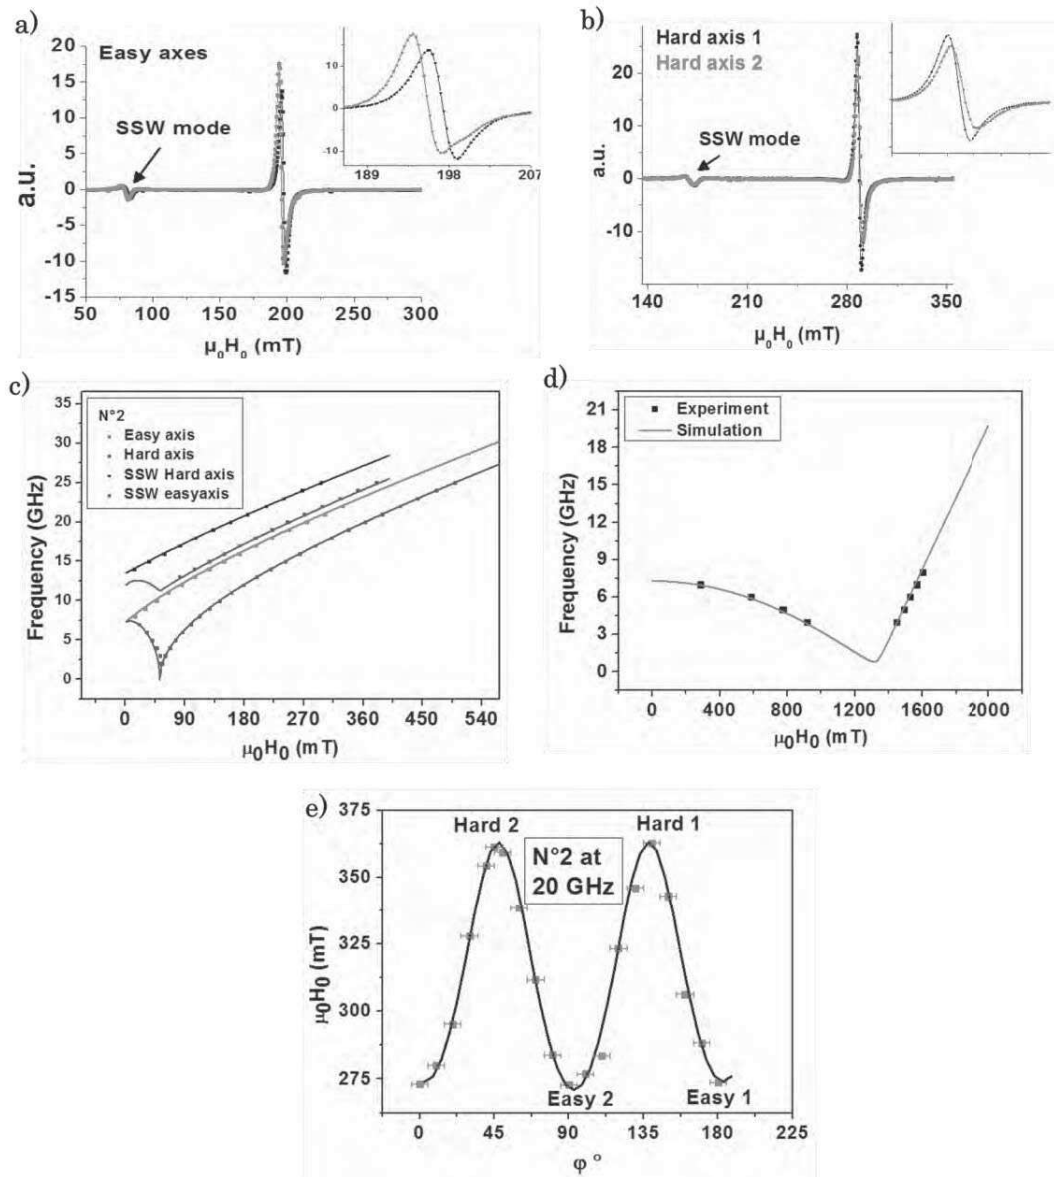 a)
Easy axes
SSW mode
a.u.
20
15
10
5
0
-5
-10
-15
50 100 150 200 250 300
μ₀H₀ (mT)
10
0
-10
189 198 207
b)
Hard axis 1
Hard axis 2
SSW mode
a.u.
20
10
0
-10
140 210 280 350
μ₀H₀ (mT)
c)
N°2
Easy axis
Hard axis
SSW Hard axis
SSW easyaxis
Frequency (GHz)
35
30
25
20
15
10
5
0
0 90 180 270 360 450 540
μ₀H₀ (mT)
d)
Experiment
Simulation
Frequency (GHz)
21
18
15
12
9
6
3
0
0 400 800 1200 1600 2000
μ₀H₀ (mT)
e)
Hard 2
Hard 1
N°2 at
20 GHz
Easy 2
Easy 1
μ₀H₀ (mT)
375
350
325
300
275
0 45 90 135 180 225
φ °